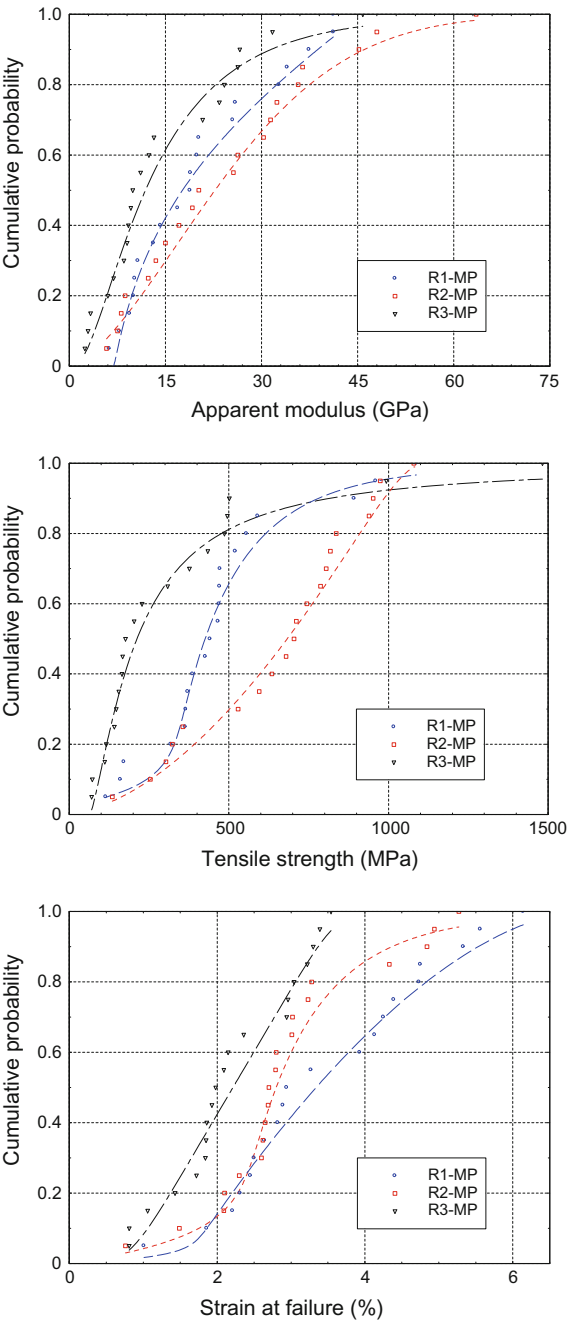 1.0
0.8
0.6
0.4
0.2
0
Cumulative probability
R1-MP
R2-MP
R3-MP
0 15 30 45 60 75
Apparent modulus (GPa)
1.0
0.8
0.6
0.4
0.2
0
Cumulative probability
R1-MP
R2-MP
R3-MP
0 500 1000 1500
Tensile strength (MPa)
1.0
0.8
0.6
0.4
0.2
0
Cumulative probability
R1-MP
R2-MP
R3-MP
0 2 4 6
Strain at failure (%)